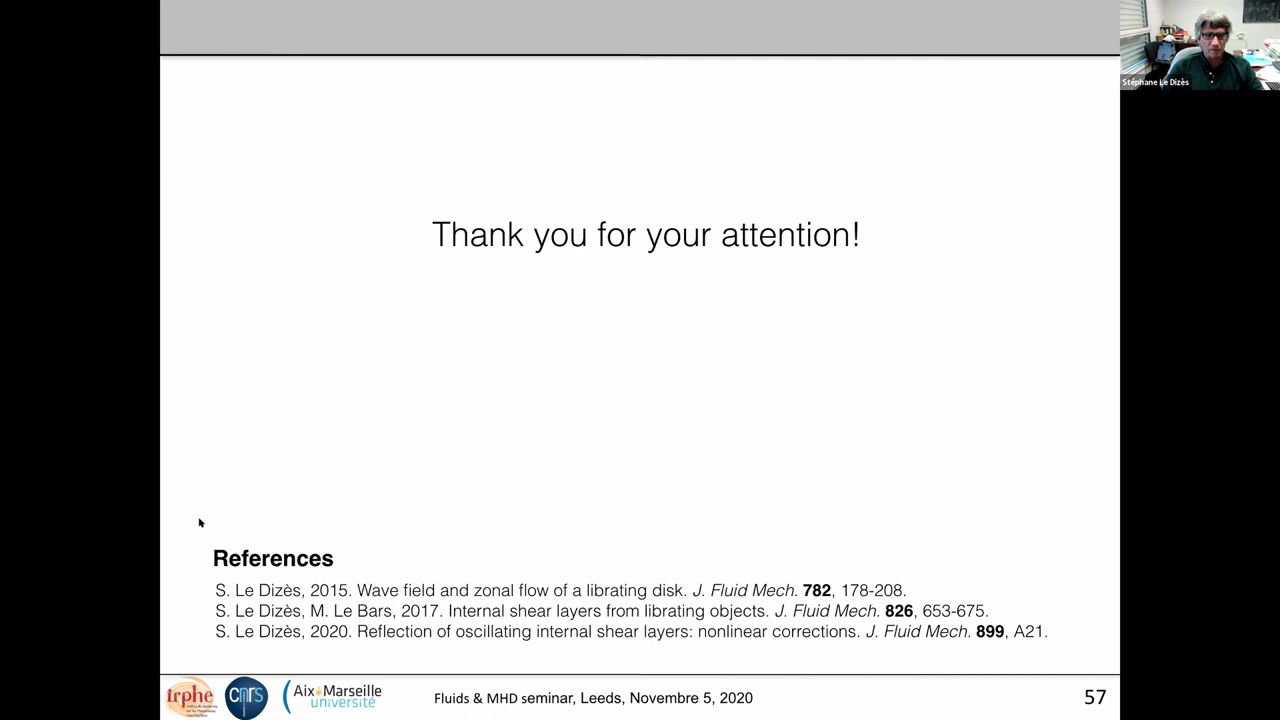 Stéphane Le Dizès
Thank you for your attention!
References
S. Le Dizès, 2015. Wave field and zonal flow of a librating disk. J. Fluid Mech. 782, 178-208.
S. Le Dizès, M. Le Bars, 2017. Internal shear layers from librating objects. J. Fluid Mech. 826, 653-675.
S. Le Dizès, 2020. Reflection of oscillating internal shear layers: nonlinear corrections. J. Fluid Mech. 899, A21.
irphe
cnrs
Aix Marseille
université
Fluids & MHD seminar, Leeds, Novembre 5, 2020
57